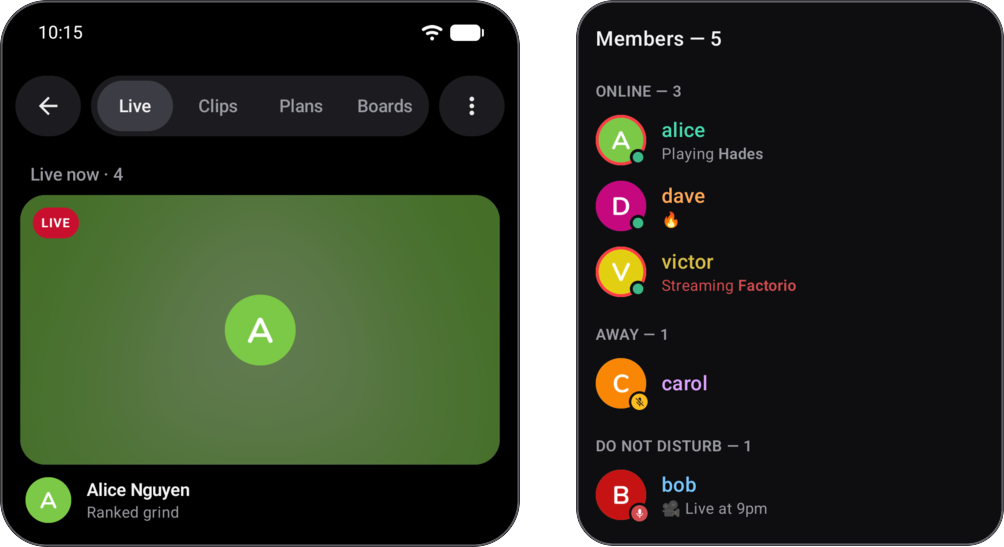 10:15
Live Clips Plans Boards
Live now · 4
LIVE
A
A
Alice Nguyen
Ranked grind
Members — 5
ONLINE — 3
A
alice
Playing Hades
D
dave
🔥
V
victor
Streaming Factorio
AWAY — 1
C
carol
DO NOT DISTURB — 1
B
bob
🎥 Live at 9pm